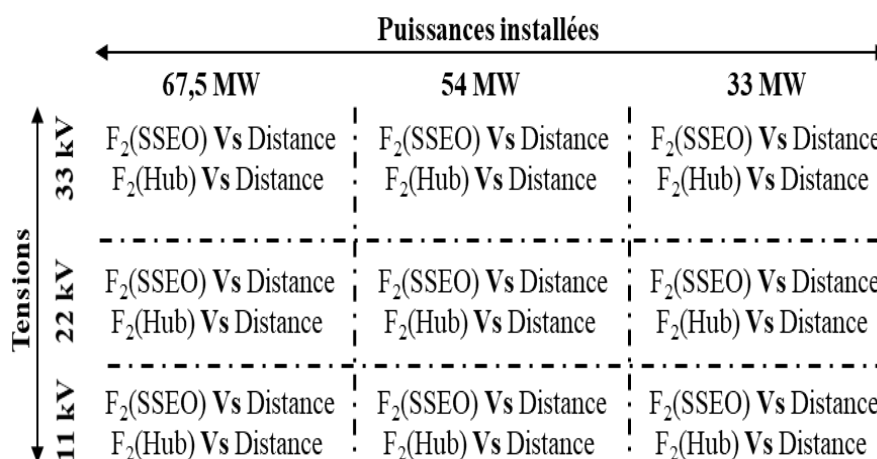 Puissances installées
67,5 MW 54 MW 33 MW
Tensions
33 kV
F₂(SSEO) Vs Distance F₂(SSEO) Vs Distance F₂(SSEO) Vs Distance
F₂(Hub) Vs Distance F₂(Hub) Vs Distance F₂(Hub) Vs Distance
22 kV
F₂(SSEO) Vs Distance F₂(SSEO) Vs Distance F₂(SSEO) Vs Distance
F₂(Hub) Vs Distance F₂(Hub) Vs Distance F₂(Hub) Vs Distance
11 kV
F₂(SSEO) Vs Distance F₂(SSEO) Vs Distance F₂(SSEO) Vs Distance
F₂(Hub) Vs Distance F₂(Hub) Vs Distance F₂(Hub) Vs Distance